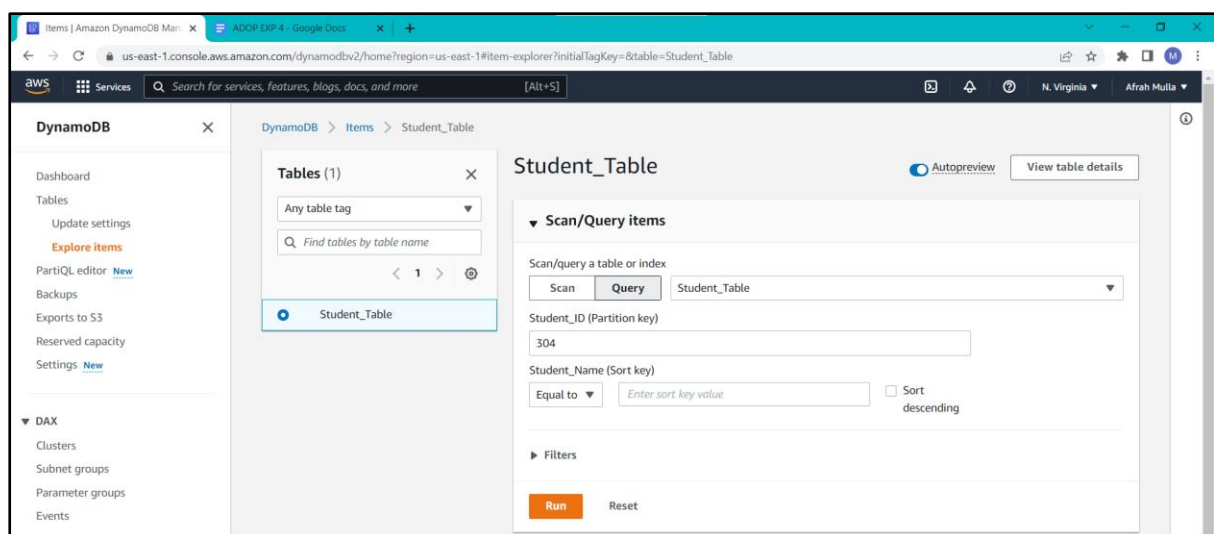 Items | Amazon DynamoDB Man
ADOP EXP 4 - Google Docs
us-east-1.console.aws.amazon.com/dynamodbv2/home?region=us-east-1#item-explorer?initialTagKey=&table=Student_Table
M
aws
Services
Search for services, features, blogs, docs, and more
[Alt+S]
N. Virginia
Afrah Mulla
DynamoDB
Dashboard
Tables
Update settings
Explore items
PartiQL editor New
Backups
Exports to S3
Reserved capacity
Settings New
DAX
Clusters
Subnet groups
Parameter groups
Events
DynamoDB > Items > Student_Table
Tables (1)
Any table tag
Find tables by table name
< 1 >
Student_Table
Student_Table
Autopreview
View table details
Scan/Query items
Scan/query a table or index
Scan Query Student_Table
Student_ID (Partition key)
304
Student_Name (Sort key)
Equal to Enter sort key value
Sort
descending
Filters
Run Reset